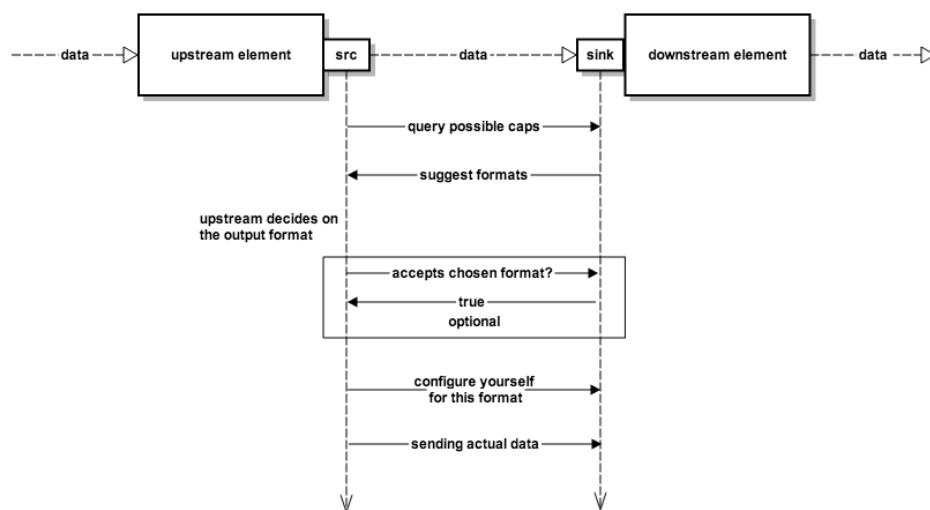 data
upstream element
src
data
sink
downstream element
data
query possible caps
suggest formats
upstream decides on
the output format
accepts chosen format?
true
optional
configure yourself
for this format
sending actual data